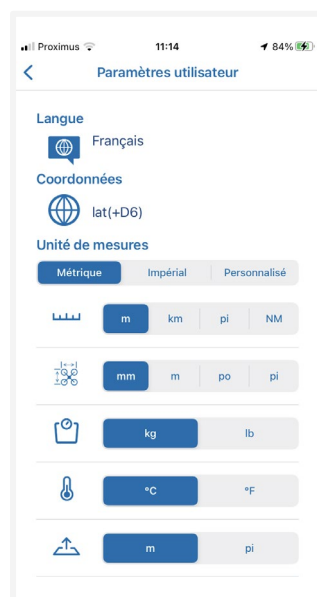 Proximus 11:14 84%
Paramètres utilisateur
Langue
Français
Coordonnées
lat(+D6)
Unité de mesures
Métrique Impérial Personnalisé
m km pi NM
mm m po pi
kg lb
°C °F
m pi